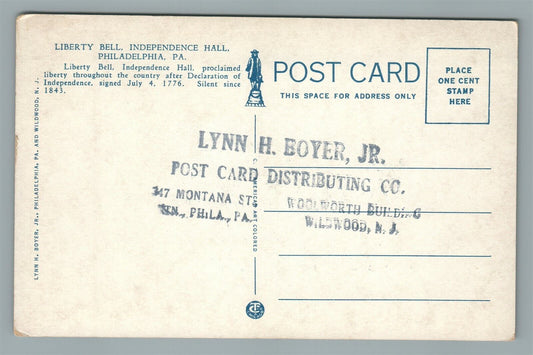 LIBERTY BELL, INDEPENDENCE HALL,
PHILADELPHIA, PA.
Liberty Bell, Independence Hall, proclaimed
liberty throughout the country after Declaration of
Independence, signed July 4, 1776. Silent since
1843.
POST CARD
THIS SPACE FOR ADDRESS ONLY
PLACE
ONE CENT
STAMP
HERE
LYNN H. BOYER, JR.
POST CARD DISTRIBUTING CO.
347 MONTANA ST.
PHILA., PA.
WOOLWORTH BUILDING
WILDWOOD, N. J.
LYNN H. BOYER, JR., PHILADELPHIA, PA. AND WILDWOOD, N. J.
ART COLORED